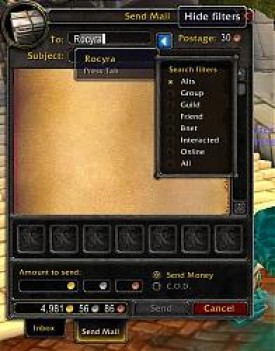 Send Mail
Hide filters
To: Rocyra
Postage: 30
Subject:
Rocyra
Press Tab
Search filters
Alts
Group
Guild
Friend
Bnet
Interacted
Online
All
Amount to send:
Send Money
C.O.D.
4,981 56 86
Send
Cancel
Inbox
Send Mail